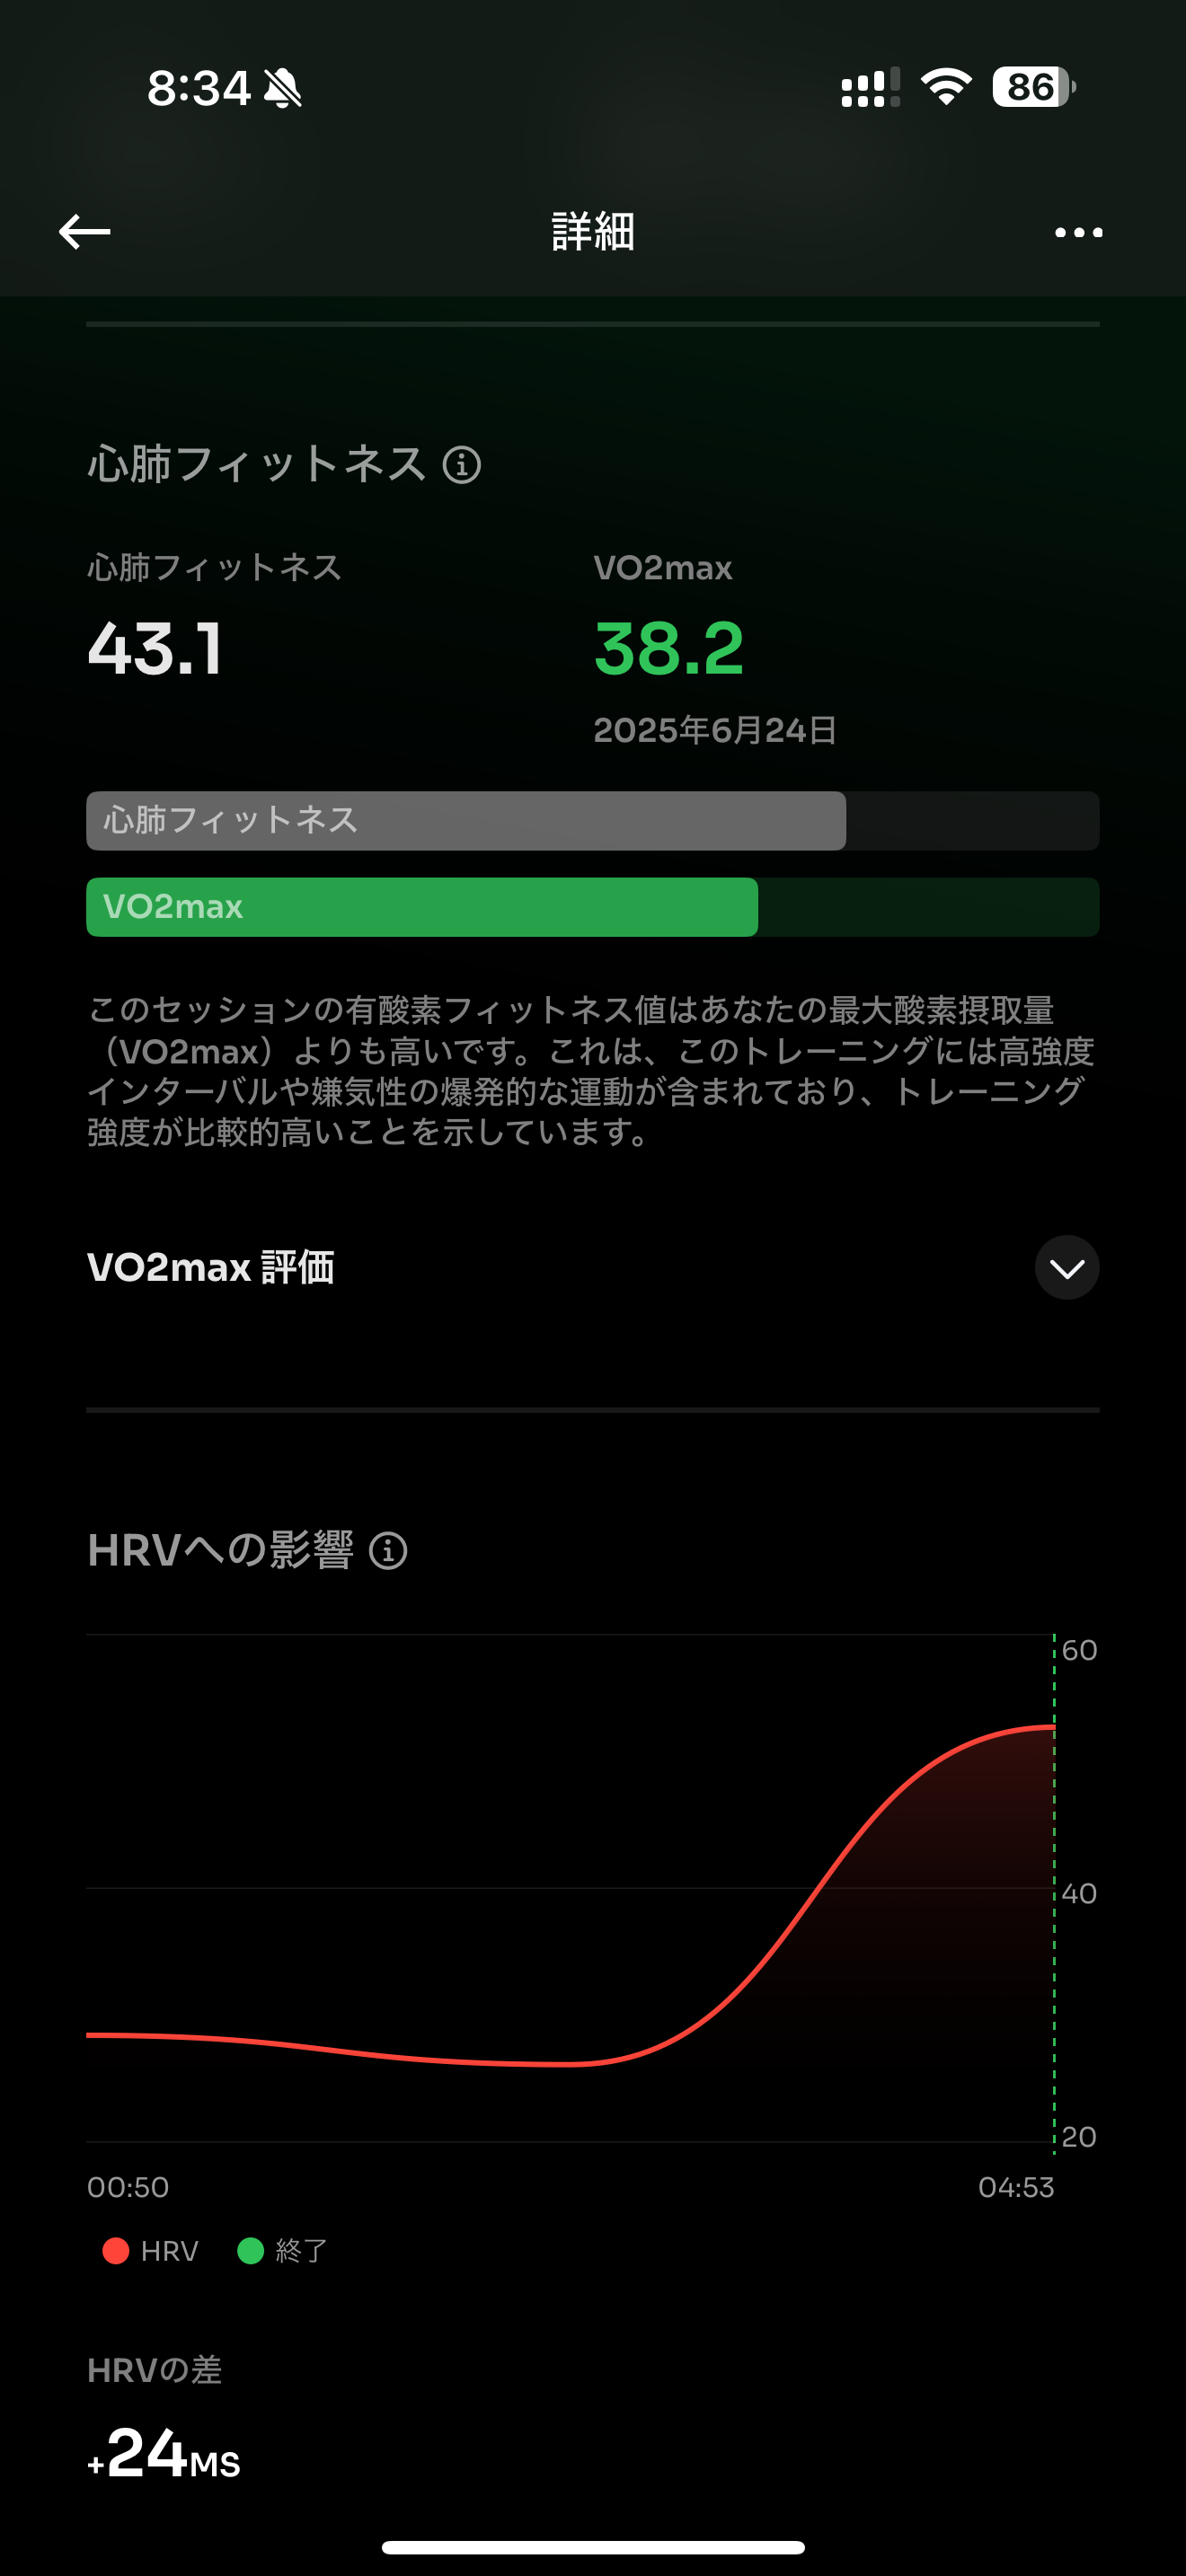 8:34
86
詳細
心肺フィットネス
心肺フィットネス
VO2max
43.1
38.2
2025年6月24日
心肺フィットネス
VO2max
このセッションの有酸素フィットネス値はあなたの最大酸素摂取量
（VO2max）よりも高いです。これは、このトレーニングには高強度
インターバルや嫌気性の爆発的な運動が含まれており、トレーニング
強度が比較的高いことを示しています。
VO2max 評価
HRVへの影響
60
40
20
00:50
04:53
HRV
終了
HRVの差
+24MS